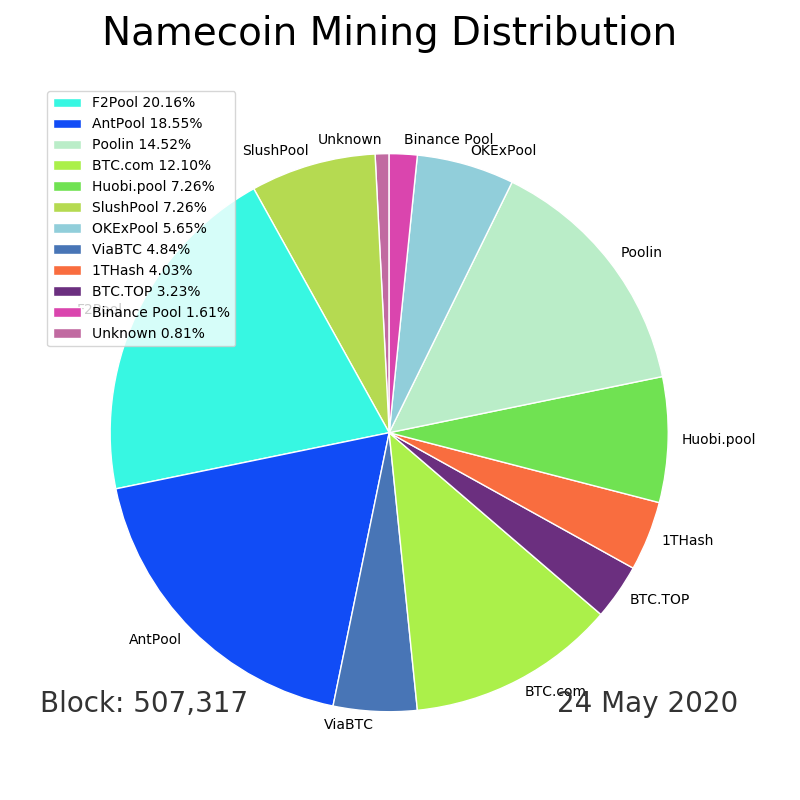 Namecoin Mining Distribution
F2Pool 20.16%
AntPool 18.55%
Poolin 14.52%
BTC.com 12.10%
Huobi.pool 7.26%
SlushPool 7.26%
OKExPool 5.65%
ViaBTC 4.84%
1THash 4.03%
BTC.TOP 3.23%
Binance Pool 1.61%
Unknown 0.81%
Unknown
Binance Pool
SlushPool
OKExPool
Poolin
F2Pool
Huobi.pool
1THash
BTC.TOP
AntPool
BTC.com
Block: 507,317
24 May 2020
ViaBTC